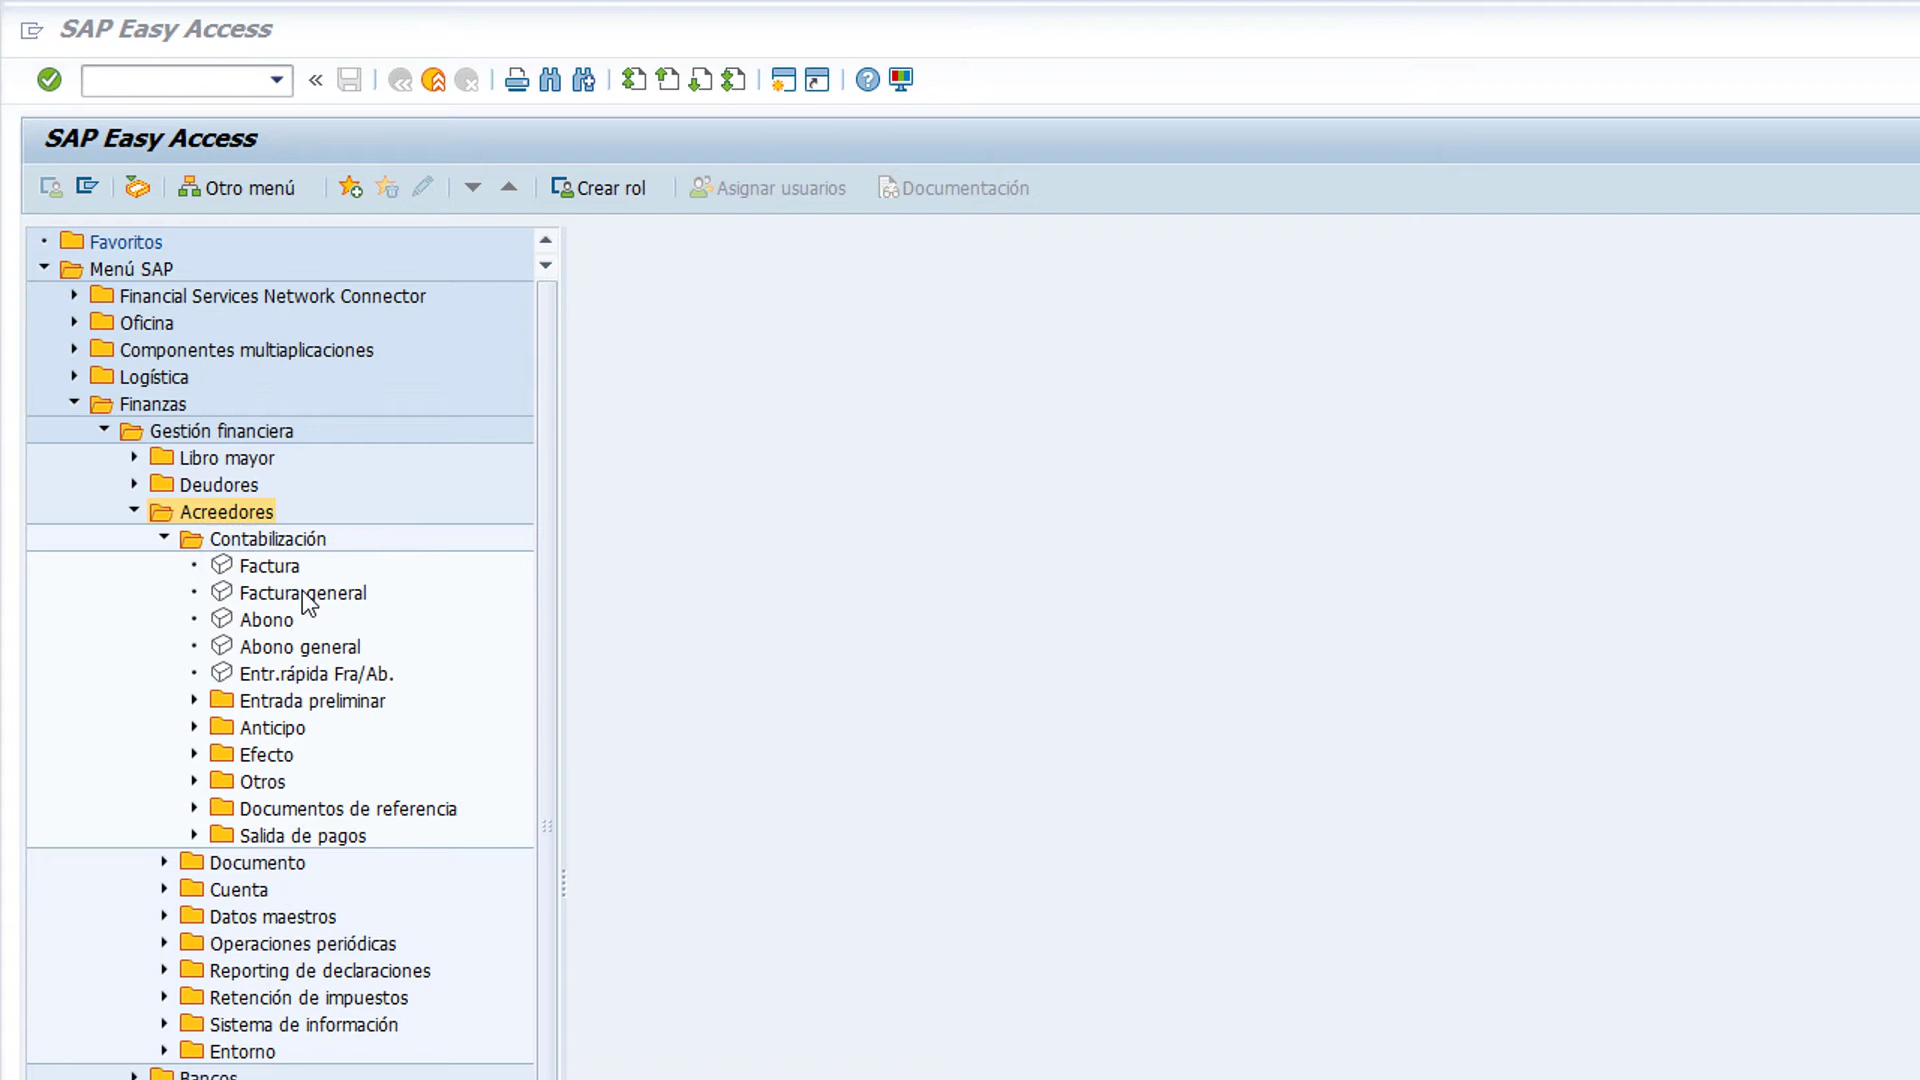 SAP Easy Access
SAP Easy Access
Otro menú
Crear rol
Asignar usuarios
Documentación
Favoritos
Menú SAP
Financial Services Network Connector
Oficina
Componentes multiaplicaciones
Logística
Finanzas
Gestión financiera
Libro mayor
Deudores
Acreedores
Contabilización
Factura
Factura general
Abono
Abono general
Entr.rápida Fra/Ab.
Entrada preliminar
Anticipo
Efecto
Otros
Documentos de referencia
Salida de pagos
Documento
Cuenta
Datos maestros
Operaciones periódicas
Reporting de declaraciones
Retención de impuestos
Sistema de información
Entorno
Bancos